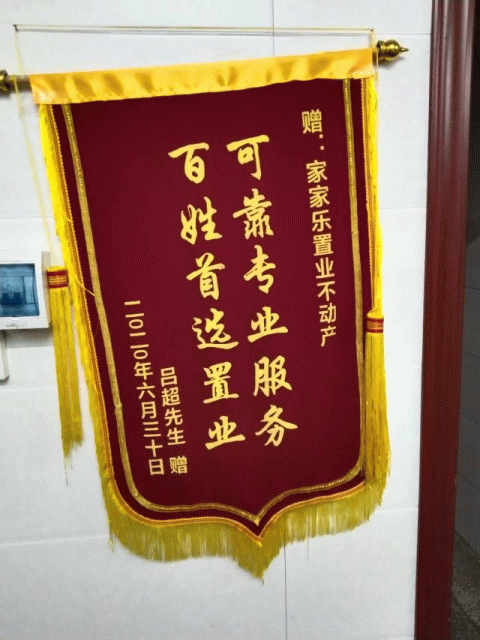 赠：家家乐置业不动产
可靠专业服务
百姓首选置业
吕超先生 赠
二〇二〇年六月三十日